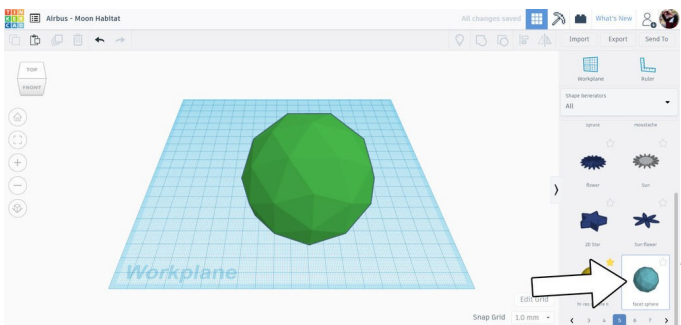 TIN
KER
CAD
Airbus - Moon Habitat
All changes saved
What's New
Import
Export
Send To
TOP
FRONT
Workplane
Ruler
Shape Generators
All
spruce
moustache
flower
Sun
3D Star
Sun flower
facet sphere
Workplane
Edit Grid
Snap Grid
1.0 mm
3 4 5 6 7